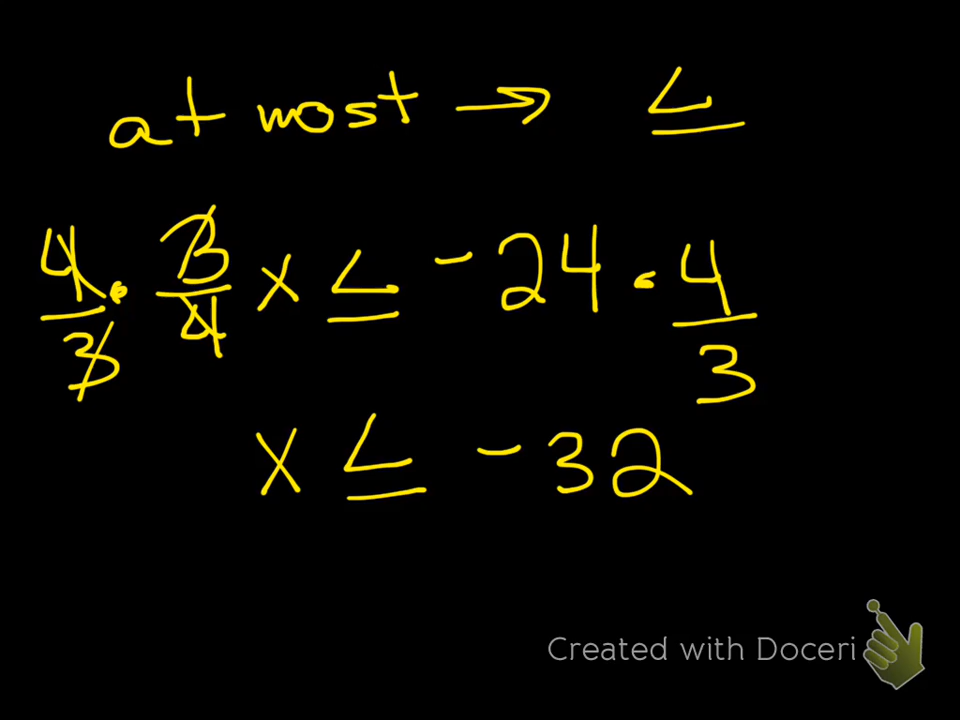 at most → ≤
4/3 · 3/4 x ≤ -24 · 4/3
x ≤ -32
Created with Doceri